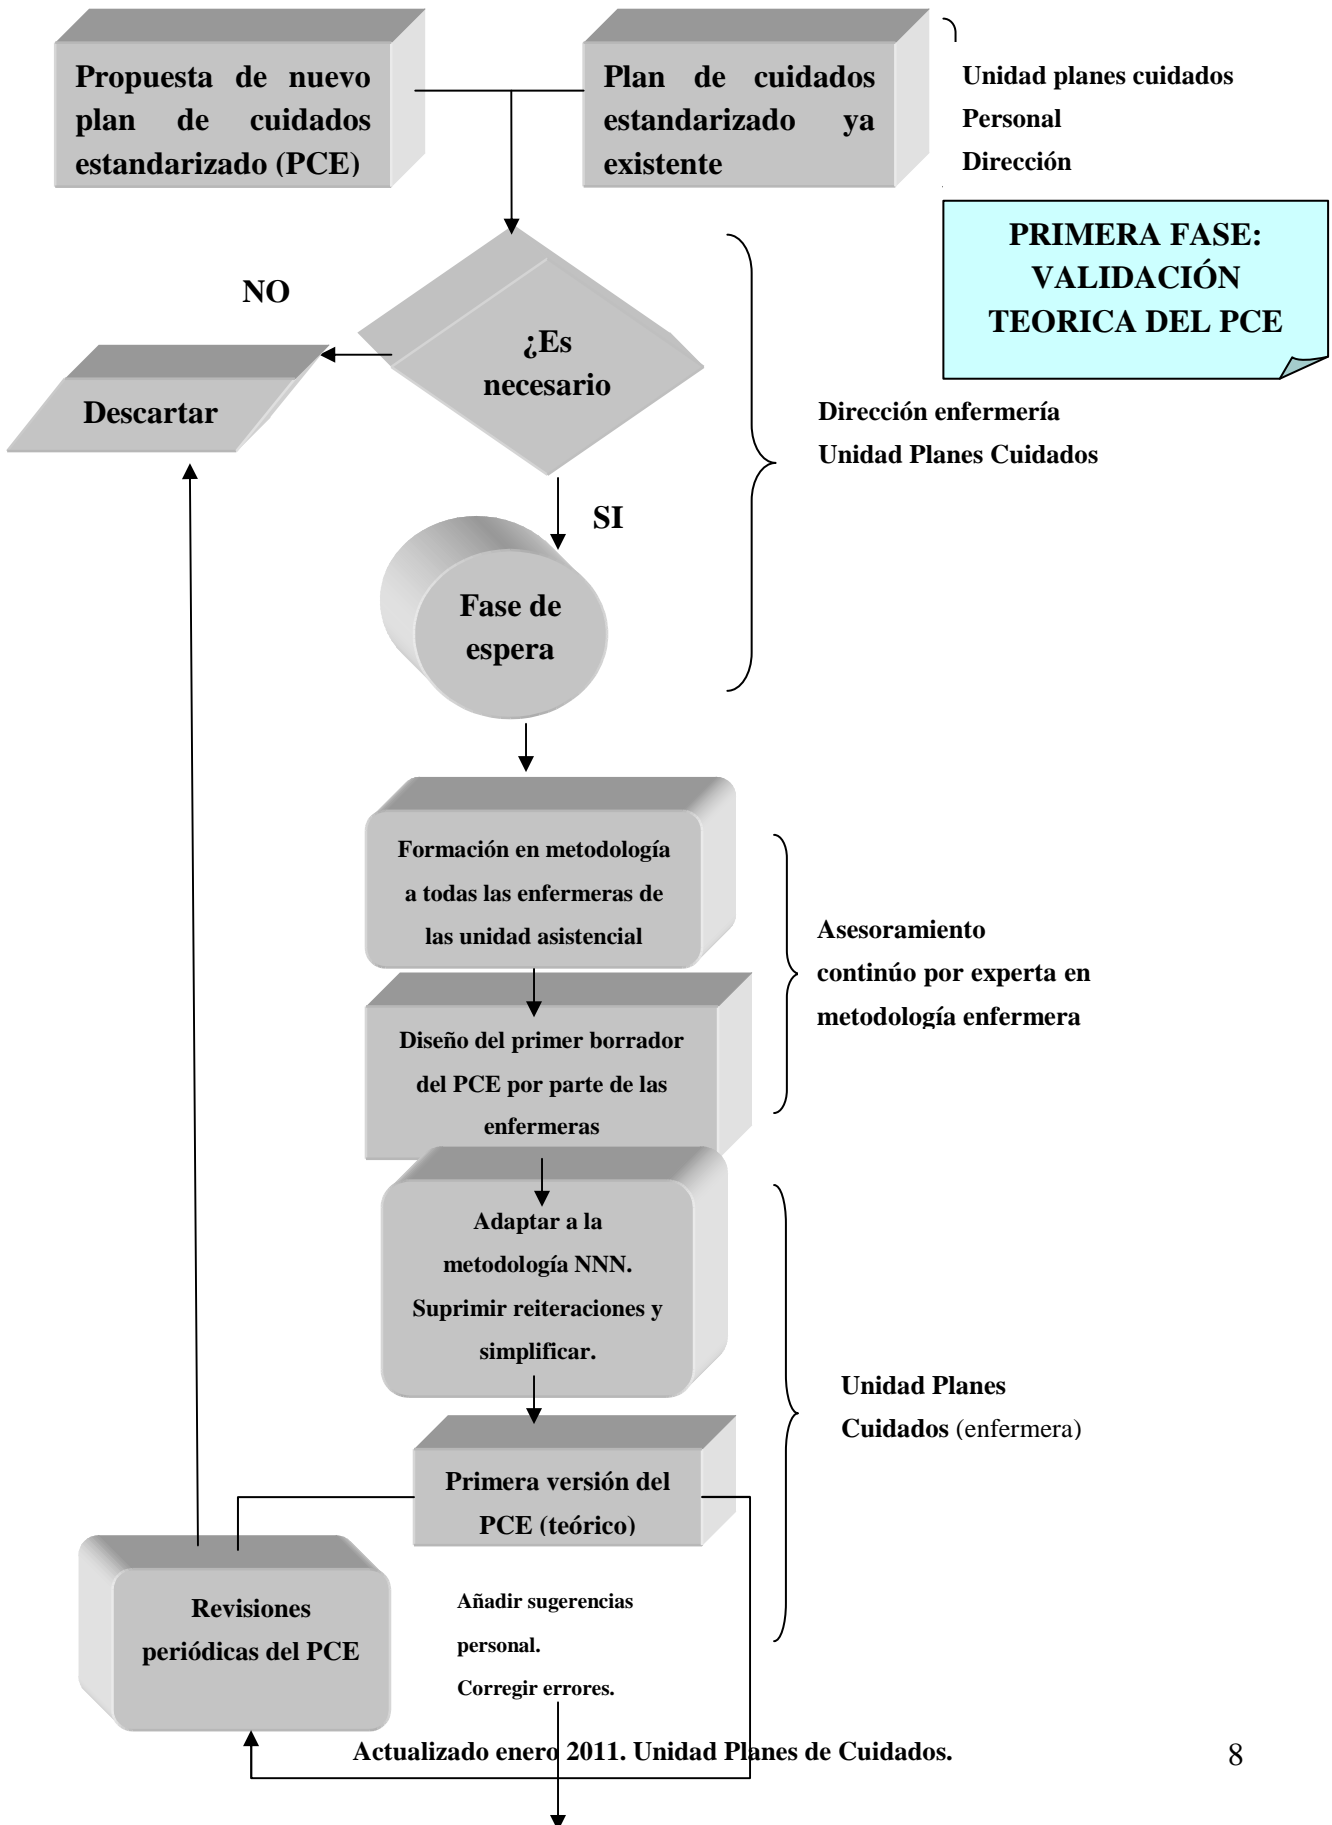 Propuesta de nuevo
plan de cuidados
estandarizado (PCE)
Plan de cuidados
estandarizado ya
existente
Unidad planes cuidados
Personal
Dirección
PRIMERA FASE:
VALIDACIÓN
TEORICA DEL PCE
NO
¿Es
necesario
Descartar
Dirección enfermería
Unidad Planes Cuidados
SI
Fase de
espera
Formación en metodología
a todas las enfermeras de
las unidad asistencial
Asesoramiento
continúo por experta en
metodología enfermera
Diseño del primer borrador
del PCE por parte de las
enfermeras
Adaptar a la
metodología NNN.
Suprimir reiteraciones y
simplificar.
Unidad Planes
Cuidados (enfermera)
Primera versión del
PCE (teórico)
Revisiones
periódicas del PCE
Añadir sugerencias
personal.
Corregir errores.
Actualizado enero 2011. Unidad Planes de Cuidados.
8